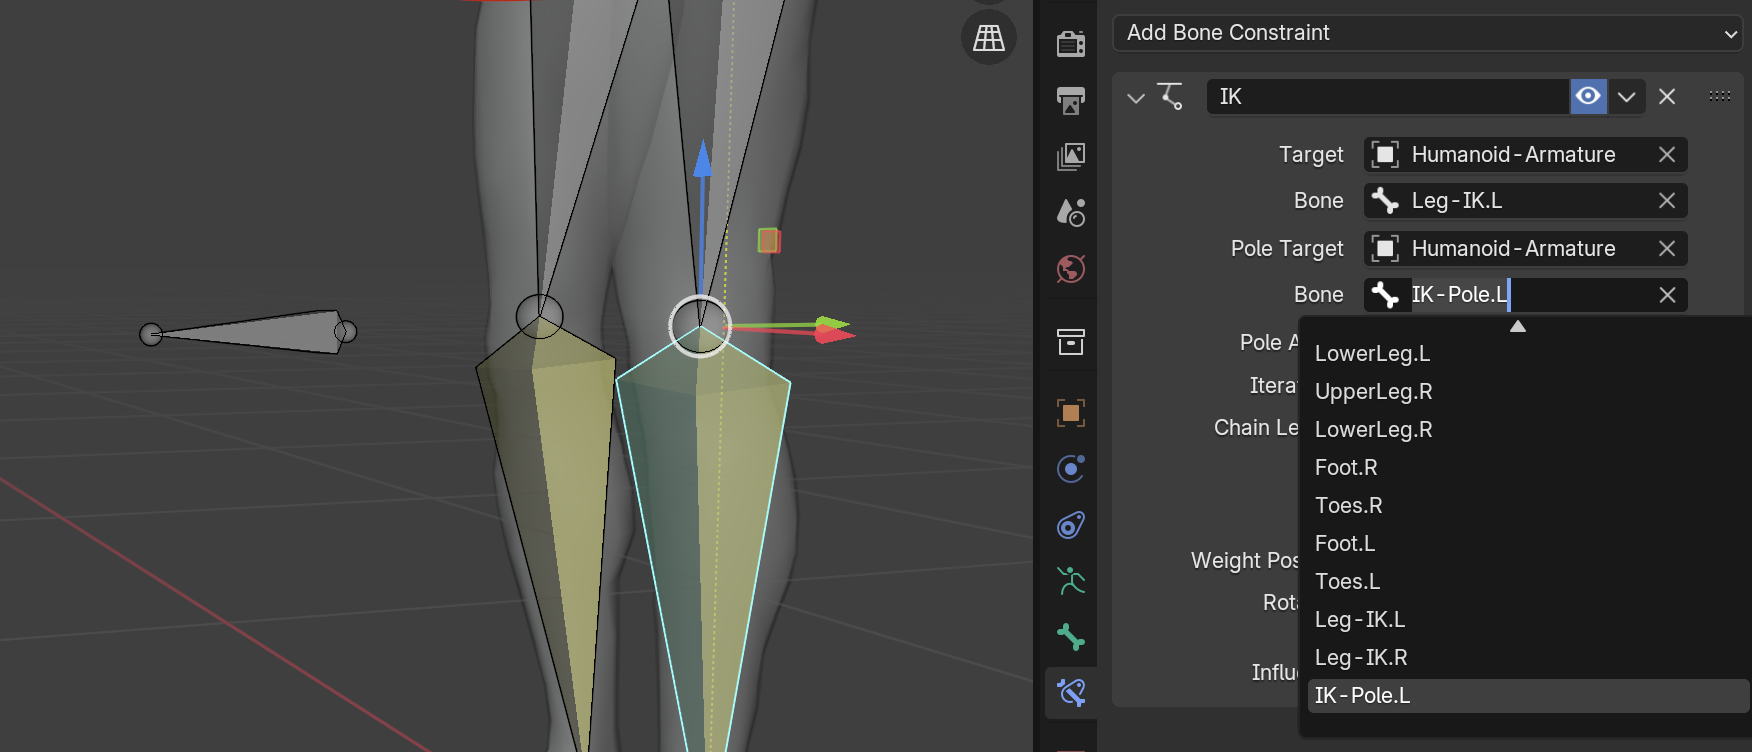 Add Bone Constraint
IK
Target Humanoid-Armature
Bone Leg-IK.L
Pole Target Humanoid-Armature
Bone IK-Pole.L
Pole A
Itera
Chain Le
Weight Pos
Rota
Influ
LowerLeg.L
UpperLeg.R
LowerLeg.R
Foot.R
Toes.R
Foot.L
Toes.L
Leg-IK.L
Leg-IK.R
IK-Pole.L